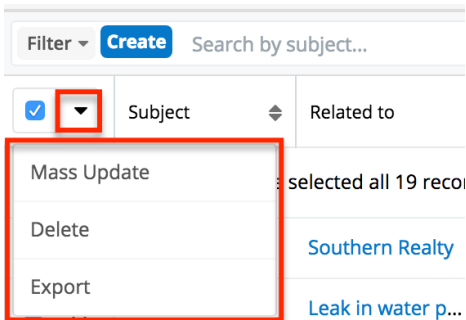 Filter Create Search by subject...
Subject Related to
Mass Update
selected all 19 recor
Delete
Southern Realty
Export
Leak in water p...